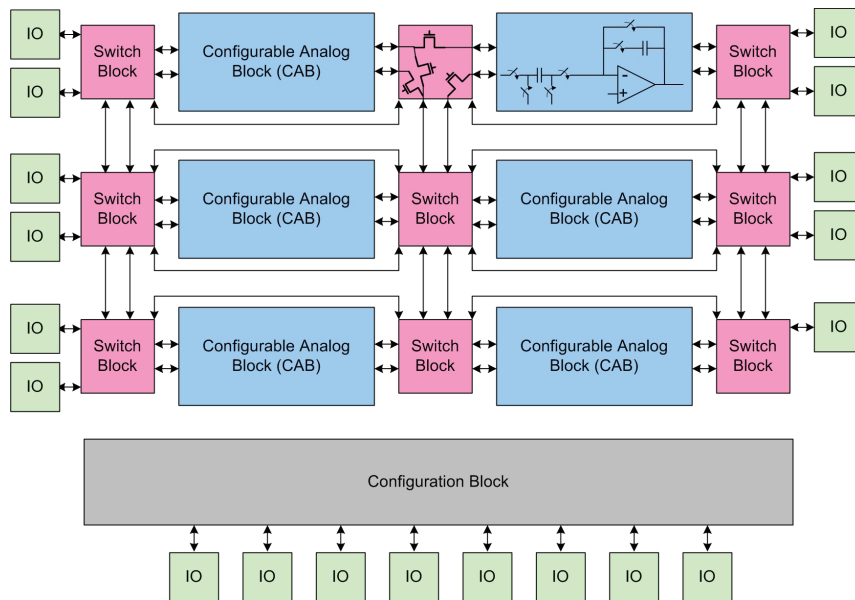 IO
Switch
Block
Configurable Analog
Block (CAB)
Switch
Block
IO
IO
IO
IO
Switch
Block
Configurable Analog
Block (CAB)
Switch
Block
Configurable Analog
Block (CAB)
Switch
Block
IO
IO
IO
IO
Switch
Block
Configurable Analog
Block (CAB)
Switch
Block
Configurable Analog
Block (CAB)
Switch
Block
IO
IO
Configuration Block
IO
IO
IO
IO
IO
IO
IO
IO